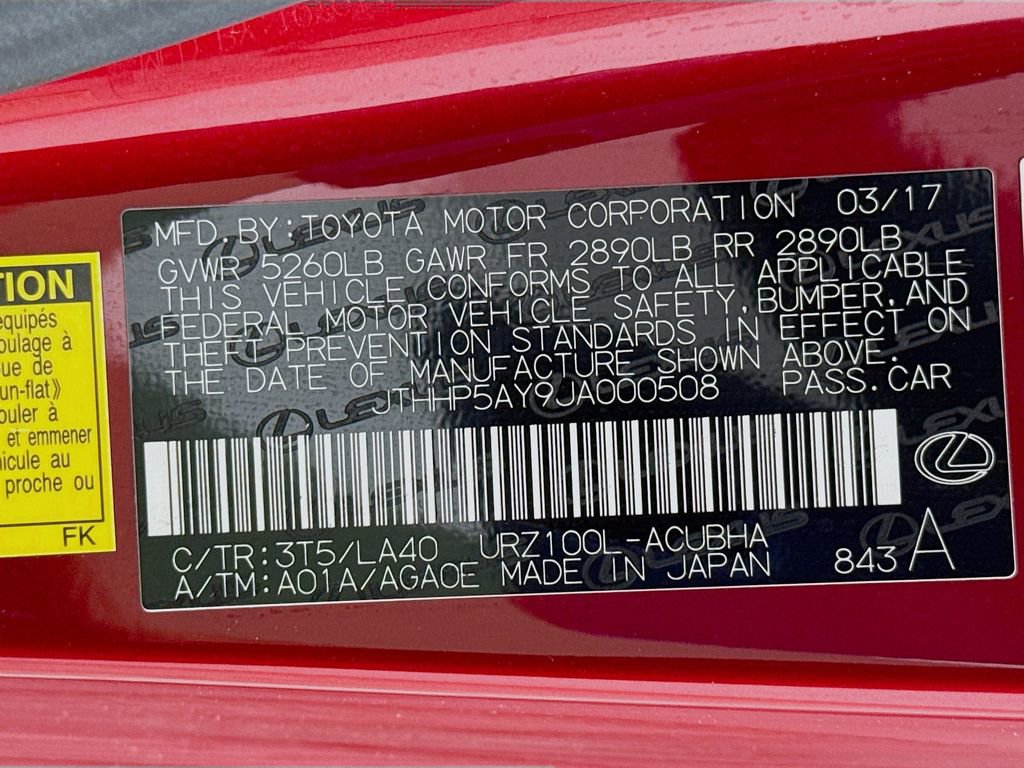 MFD BY:TOYOTA MOTOR CORPORATION 03/17
GVWR 5260LB GAWR FR 2890LB RR 2890LB
THIS VEHICLE CONFORMS TO ALL APPLICABLE
FEDERAL MOTOR VEHICLE SAFETY,BUMPER,AND
THEFT PREVENTION STANDARDS IN EFFECT ON
THE DATE OF MANUFACTURE SHOWN ABOVE.
JTHHP5AY9JA000508 PASS.CAR
C/TR:3T5/LA40 URZ100L-ACUBHA
A/TM:A01A/AGA0E MADE IN JAPAN 843 A
TION
équipés
oulage à
ue de
un-flat》
ouler à
et emmener
icule au
proche ou
FK
LEXUS